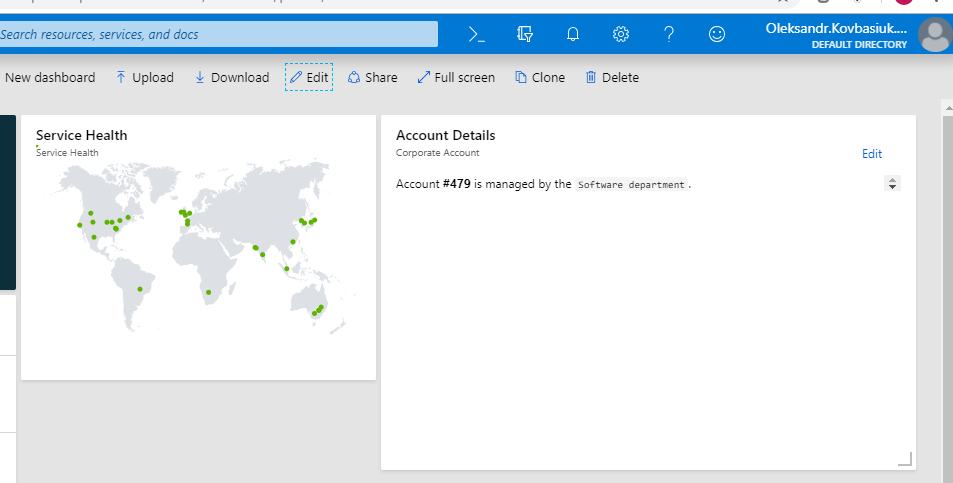 Search resources, services, and docs
Oleksandr.Kovbasiuk....
DEFAULT DIRECTORY
New dashboard Upload Download Edit Share Full screen Clone Delete
Service Health
Service Health
Account Details
Corporate Account
Edit
Account #479 is managed by the Software department.